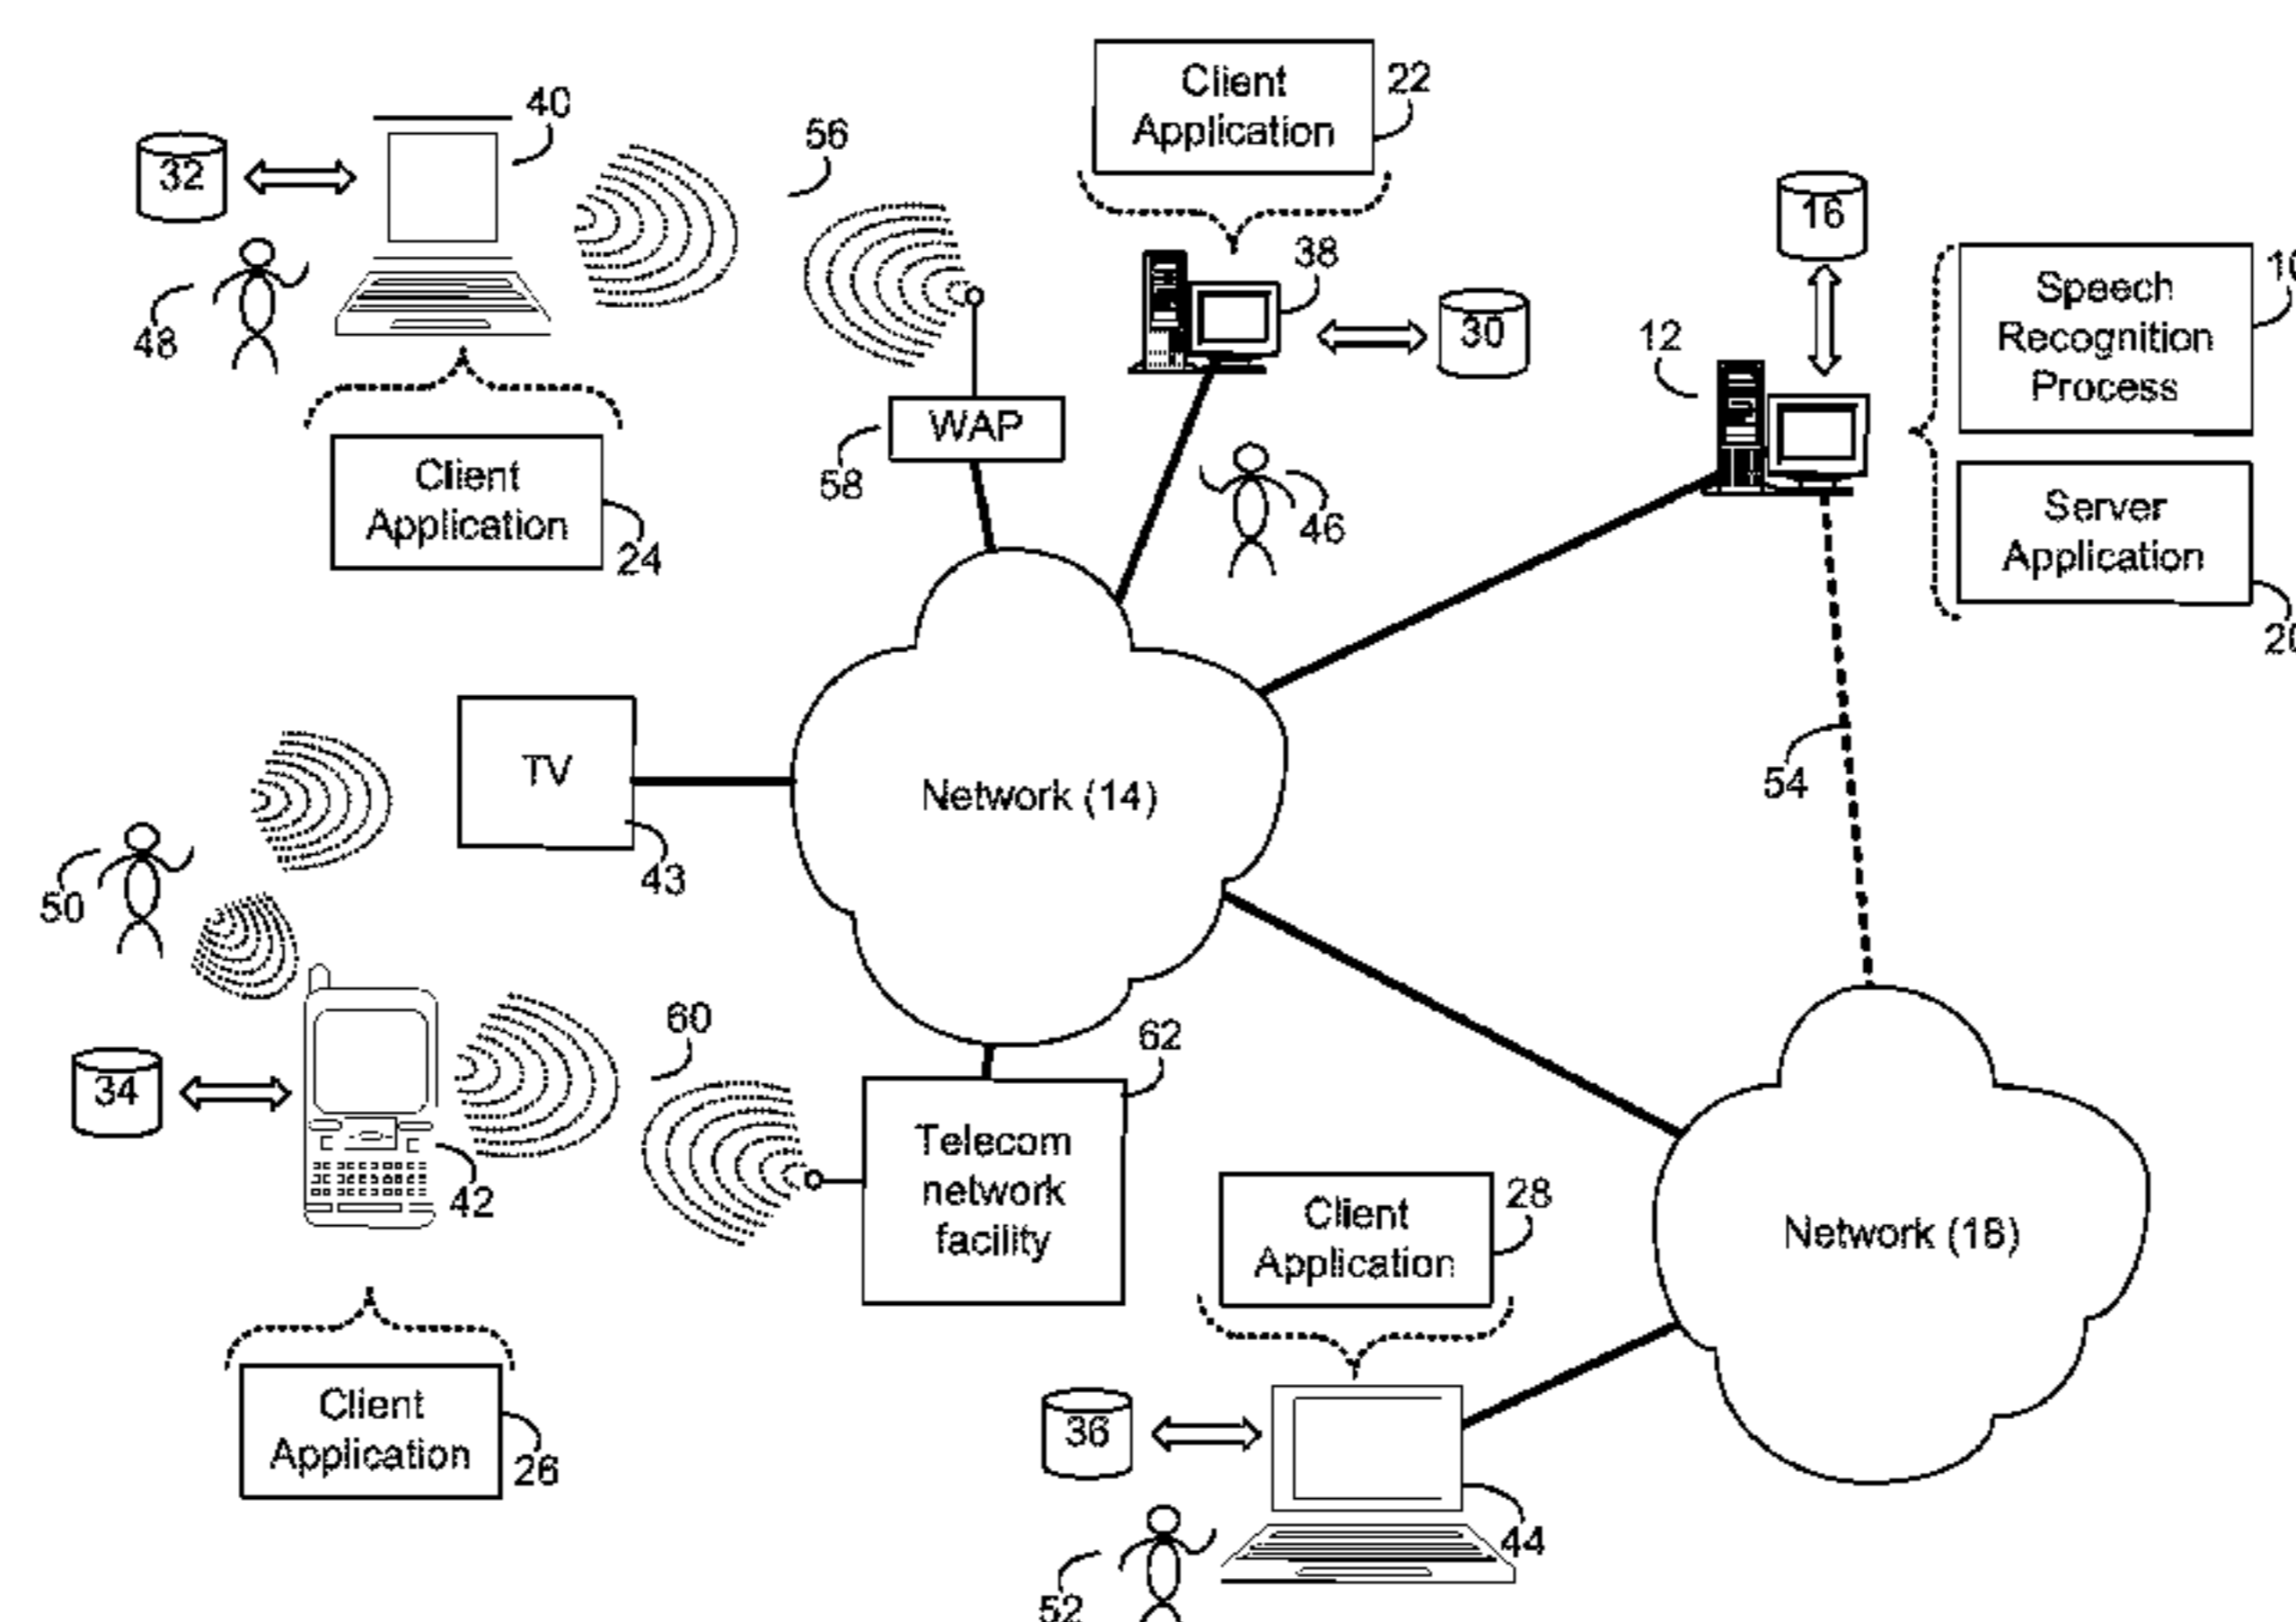 40
56
32
48
Client
Application
24
Client
Application
22
38
30
WAP
58
46
16
12
Speech
Recognition
Process
10
Server
Application
20
TV
43
Network (14)
54
50
34
42
60
62
Telecom
network
facility
Client
Application
26
Client
Application
28
Network (18)
36
44
52